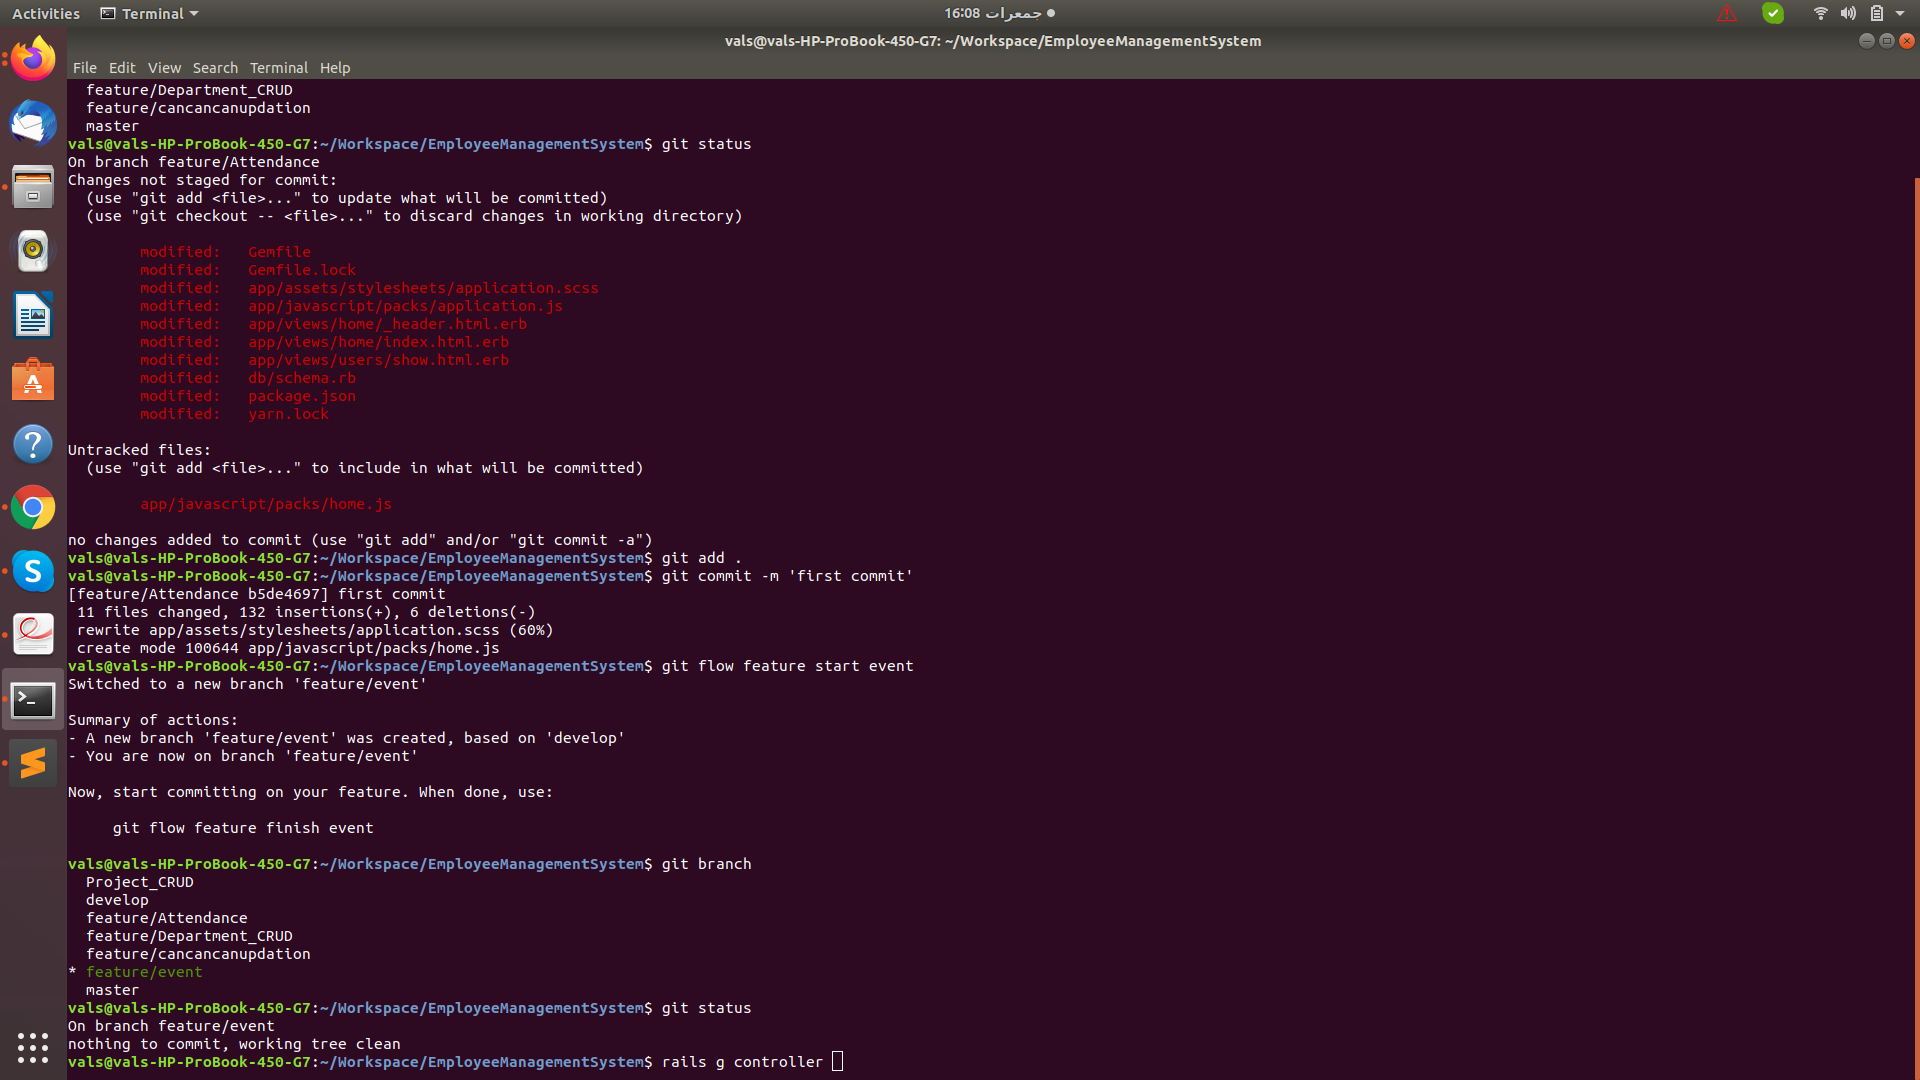 Activities Terminal جمعرات 16:08
vals@vals-HP-ProBook-450-G7: ~/Workspace/EmployeeManagementSystem
File Edit View Search Terminal Help
feature/Department_CRUD
feature/cancancanupdation
master
vals@vals-HP-ProBook-450-G7:~/Workspace/EmployeeManagementSystem$ git status
On branch feature/Attendance
Changes not staged for commit:
(use "git add <file>..." to update what will be committed)
(use "git checkout -- <file>..." to discard changes in working directory)
modified: Gemfile
modified: Gemfile.lock
modified: app/assets/stylesheets/application.scss
modified: app/javascript/packs/application.js
modified: app/views/home/_header.html.erb
modified: app/views/home/index.html.erb
modified: app/views/users/show.html.erb
modified: db/schema.rb
modified: package.json
modified: yarn.lock
Untracked files:
(use "git add <file>..." to include in what will be committed)
app/javascript/packs/home.js
no changes added to commit (use "git add" and/or "git commit -a")
vals@vals-HP-ProBook-450-G7:~/Workspace/EmployeeManagementSystem$ git add .
vals@vals-HP-ProBook-450-G7:~/Workspace/EmployeeManagementSystem$ git commit -m 'first commit'
[feature/Attendance b5de4697] first commit
11 files changed, 132 insertions(+), 6 deletions(-)
rewrite app/assets/stylesheets/application.scss (60%)
create mode 100644 app/javascript/packs/home.js
vals@vals-HP-ProBook-450-G7:~/Workspace/EmployeeManagementSystem$ git flow feature start event
Switched to a new branch 'feature/event'
Summary of actions:
- A new branch 'feature/event' was created, based on 'develop'
- You are now on branch 'feature/event'
Now, start committing on your feature. When done, use:
git flow feature finish event
vals@vals-HP-ProBook-450-G7:~/Workspace/EmployeeManagementSystem$ git branch
Project_CRUD
develop
feature/Attendance
feature/Department_CRUD
feature/cancancanupdation
* feature/event
master
vals@vals-HP-ProBook-450-G7:~/Workspace/EmployeeManagementSystem$ git status
On branch feature/event
nothing to commit, working tree clean
vals@vals-HP-ProBook-450-G7:~/Workspace/EmployeeManagementSystem$ rails g controller